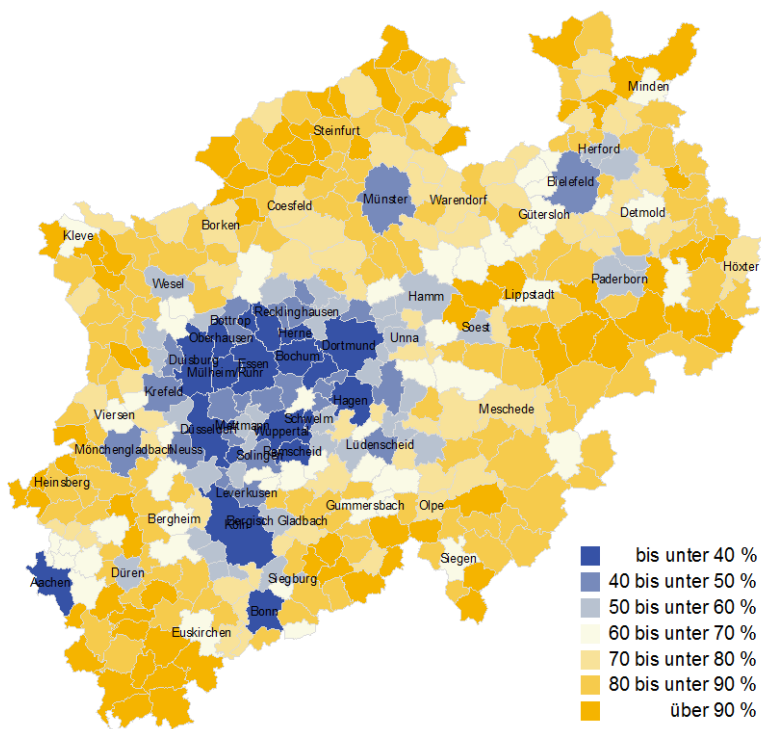 Minden
Steinfurt
Herford
Bielefeld
Münster
Warendorf
Coesfeld
Gütersloh
Detmold
Borken
Kleve
Höxter
Wesel
Paderborn
Hamm
Lippstadt
Recklinghausen
Bottrop
Soest
Herne
Oberhausen
Unna
Dortmund
Bochum
Duisburg
Essen
Mülheim/Ruhr
Krefeld
Hagen
Viersen
Meschede
Schwelm
Mettmann
Düsseldorf
Wuppertal
Lüdenscheid
Mönchengladbach
Neuss
Remscheid
Solingen
Heinsberg
Leverkusen
Gummersbach
Olpe
Bergheim
Bergisch Gladbach
Köln
Siegen
Düren
Siegburg
Aachen
Bonn
Euskirchen
bis unter 40 %
40 bis unter 50 %
50 bis unter 60 %
60 bis unter 70 %
70 bis unter 80 %
80 bis unter 90 %
über 90 %